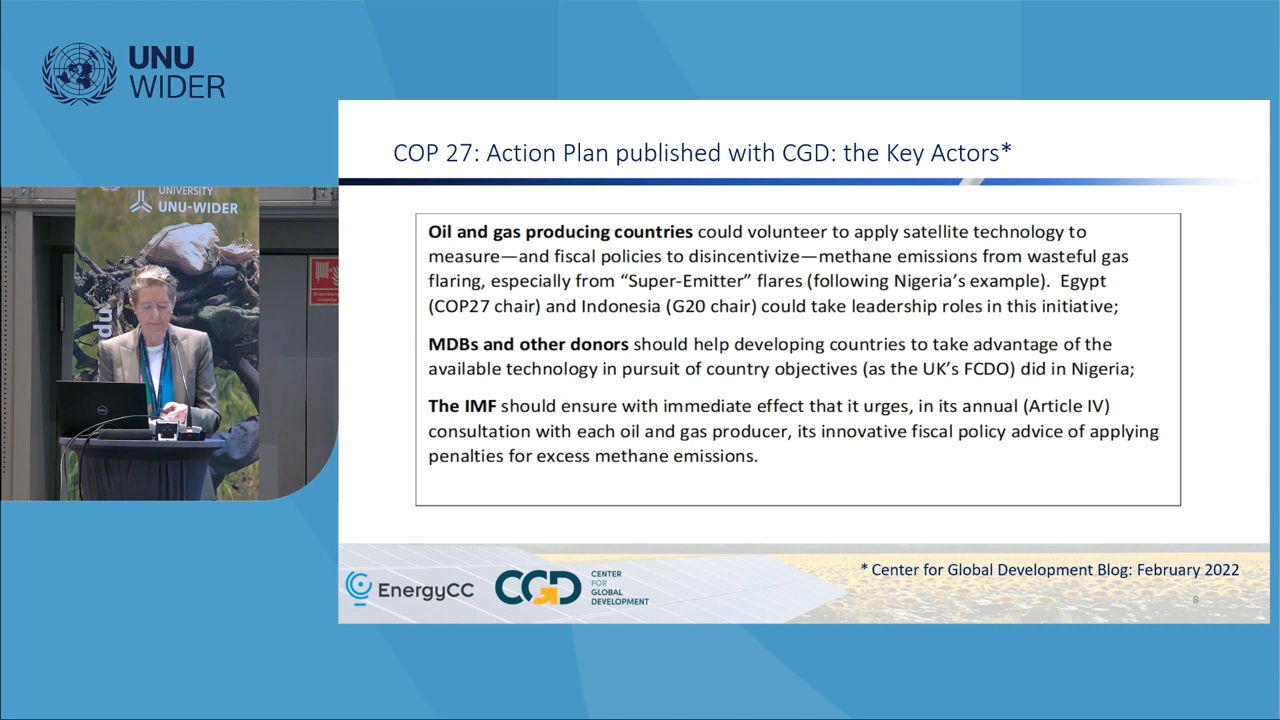 UNU
WIDER
UNIVERSITY
UNU-WIDER
COP 27: Action Plan published with CGD: the Key Actors*
Oil and gas producing countries could volunteer to apply satellite technology to
measure—and fiscal policies to disincentivize—methane emissions from wasteful gas
flaring, especially from “Super-Emitter” flares (following Nigeria’s example).  Egypt
(COP27 chair) and Indonesia (G20 chair) could take leadership roles in this initiative;
MDBs and other donors should help developing countries to take advantage of the
available technology in pursuit of country objectives (as the UK’s FCDO) did in Nigeria;
The IMF should ensure with immediate effect that it urges, in its annual (Article IV)
consultation with each oil and gas producer, its innovative fiscal policy advice of applying
penalties for excess methane emissions.
* Center for Global Development Blog: February 2022
8
EnergyCC
CGD
CENTER
FOR
GLOBAL
DEVELOPMENT
DELL